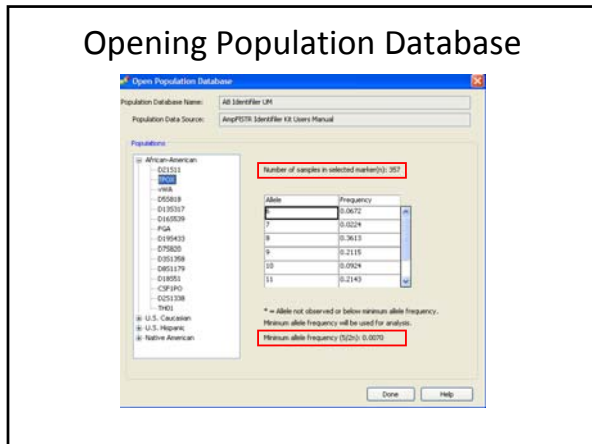 Opening Population Database
Open Population Database
Population Database Name: AB Identifiler UM
Population Data Source: AmpFlSTR Identifiler Kit Users Manual
Populations
African-American
D21S11
TPOX
vWA
D5S818
D13S317
D16S539
FGA
D19S433
D7S820
D3S1358
D8S1179
D18S51
CSF1PO
D2S1338
TH01
U.S. Caucasian
U.S. Hispanic
Native American
Number of samples in selected marker(n): 357
Allele Frequency
6 0.0672
7 0.0224
8 0.3613
9 0.2115
10 0.0924
11 0.2143
* = Allele not observed or below minimum allele frequency.
Minimum allele frequency will be used for analysis.
Minimum allele frequency (5/2n): 0.0070
Done Help